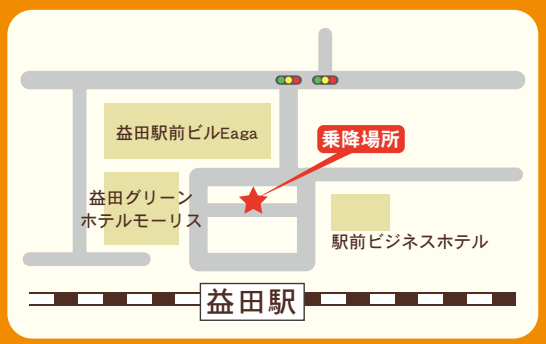 益田駅前ビルEaga
乗降場所
益田グリーン
ホテルモーリス
駅前ビジネスホテル
益田駅